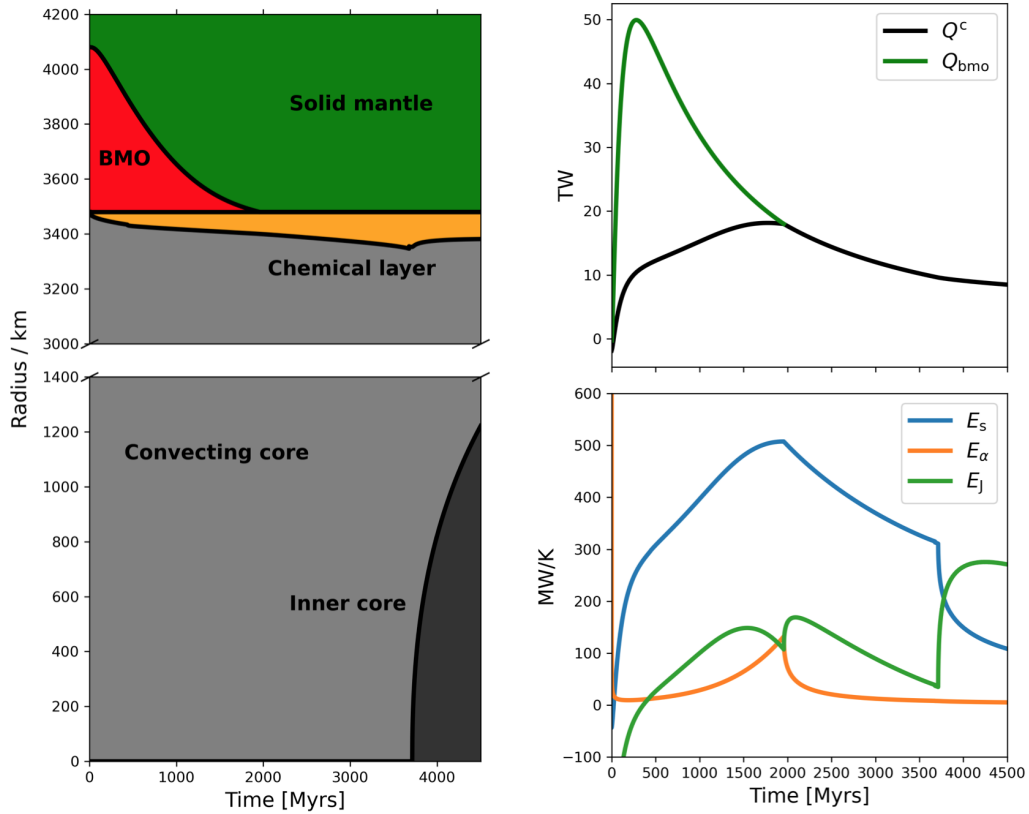 4200
4000
3800
3600
3400
3200
3000
Solid mantle
BMO
Chemical layer
Radius / km
1400
1200
1000
800
600
400
200
0
Convecting core
Inner core
0 1000 2000 3000 4000
Time [Myrs]
50
40
30
20
10
0
TW
Q^c
Q_bmo
600
500
400
300
200
100
0
−100
MW/K
E_s
E_α
E_J
0 500 1000 1500 2000 2500 3000 3500 4000 4500
Time [Myrs]